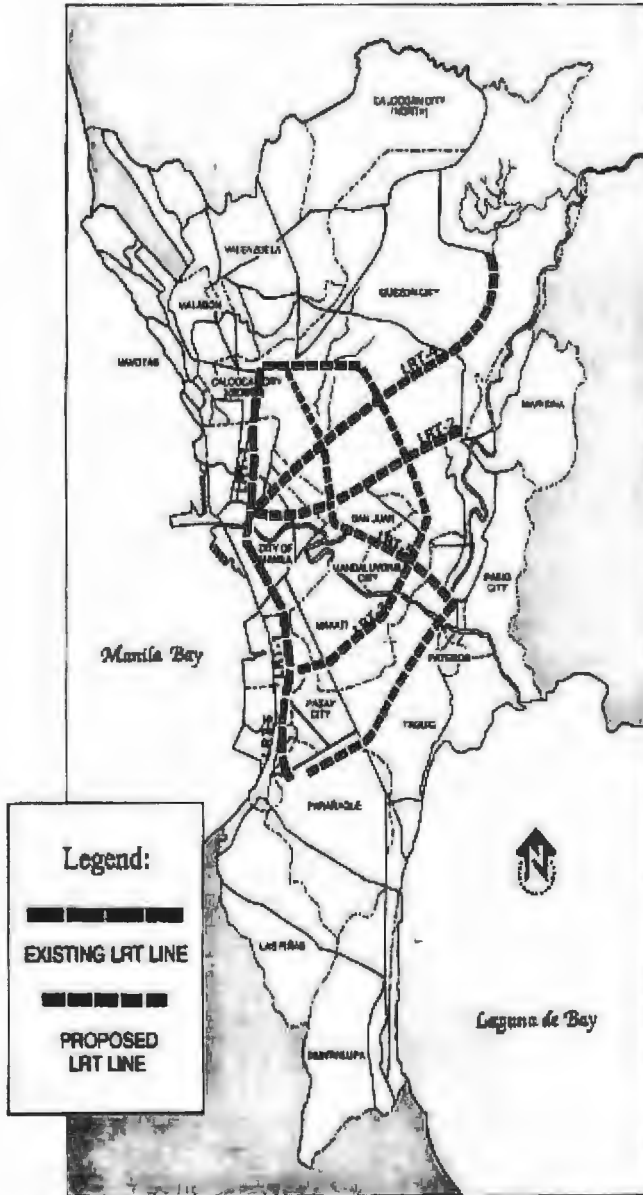 CALOOCAN CITY
(NORTH)
VALENZUELA
QUEZON CITY
MALABON
NAVOTAS
CALOOCAN CITY
MARIKINA
LRT-2
SAN JUAN
CITY OF
MANILA
MANDALUYONG
CITY
PASIG
CITY
MAKATI
PATEROS
Manila Bay
PASAY
CITY
TAGUIG
PARAÑAQUE
N
LAS PIÑAS
Laguna de Bay
MUNTINLUPA
Legend:
EXISTING LRT LINE
PROPOSED
LRT LINE